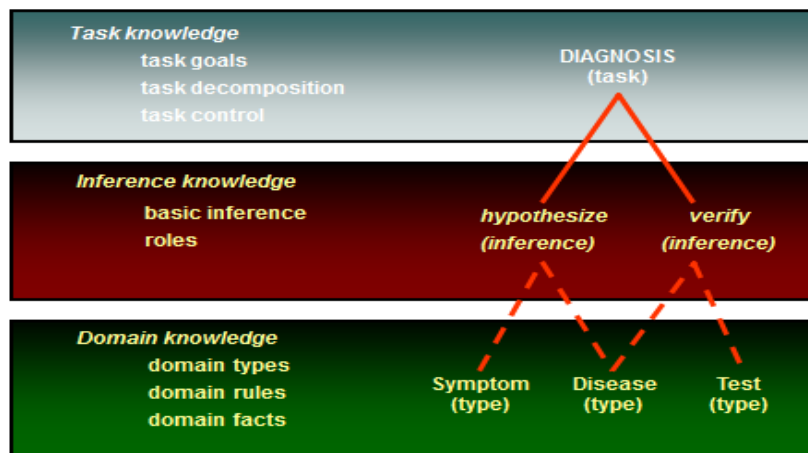 Task knowledge
task goals
task decomposition
task control
DIAGNOSIS
(task)
Inference knowledge
basic inference
roles
hypothesize
(inference)
verify
(inference)
Domain knowledge
domain types
domain rules
domain facts
Symptom
(type)
Disease
(type)
Test
(type)